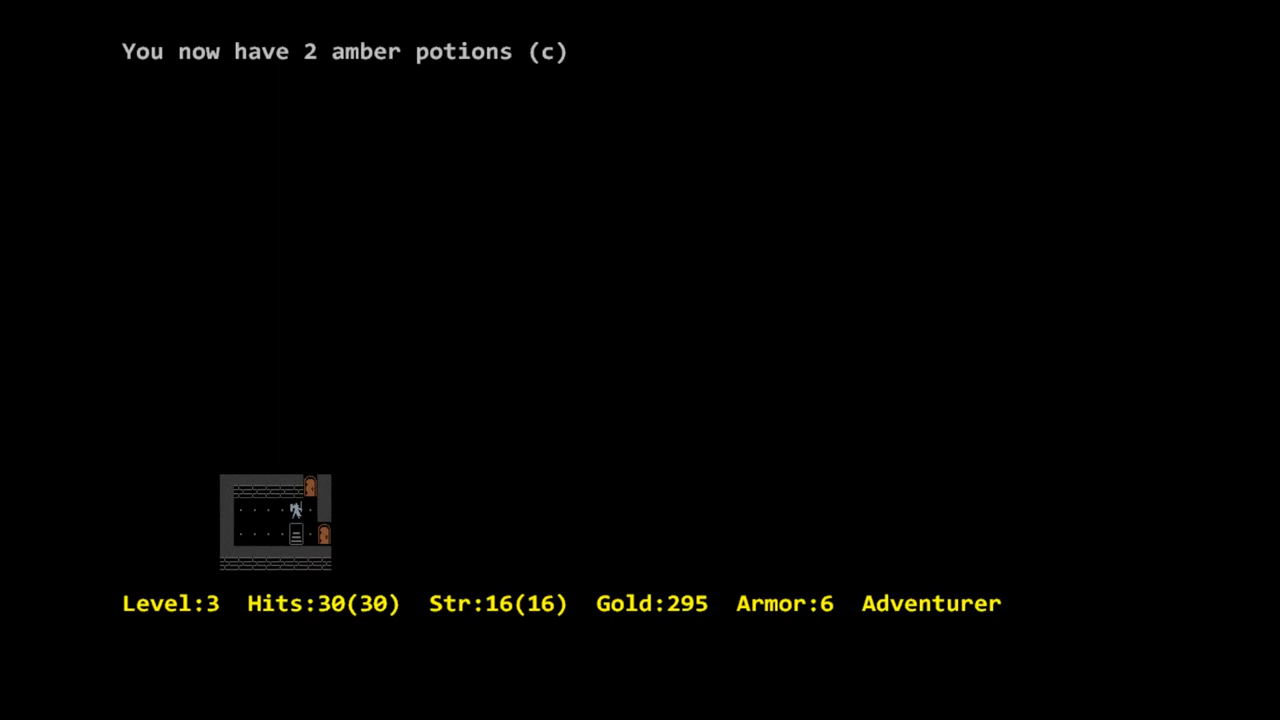 You now have 2 amber potions (c)
Level:3 Hits:30(30) Str:16(16) Gold:295 Armor:6 Adventurer